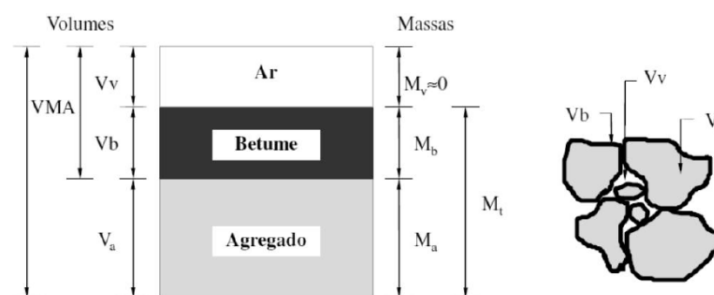 Volumes
Massas
Vv
Ar
Mv≈0
VMA
Vb
Betume
Mb
Mt
Va
Agregado
Ma
Vv
Vb
V